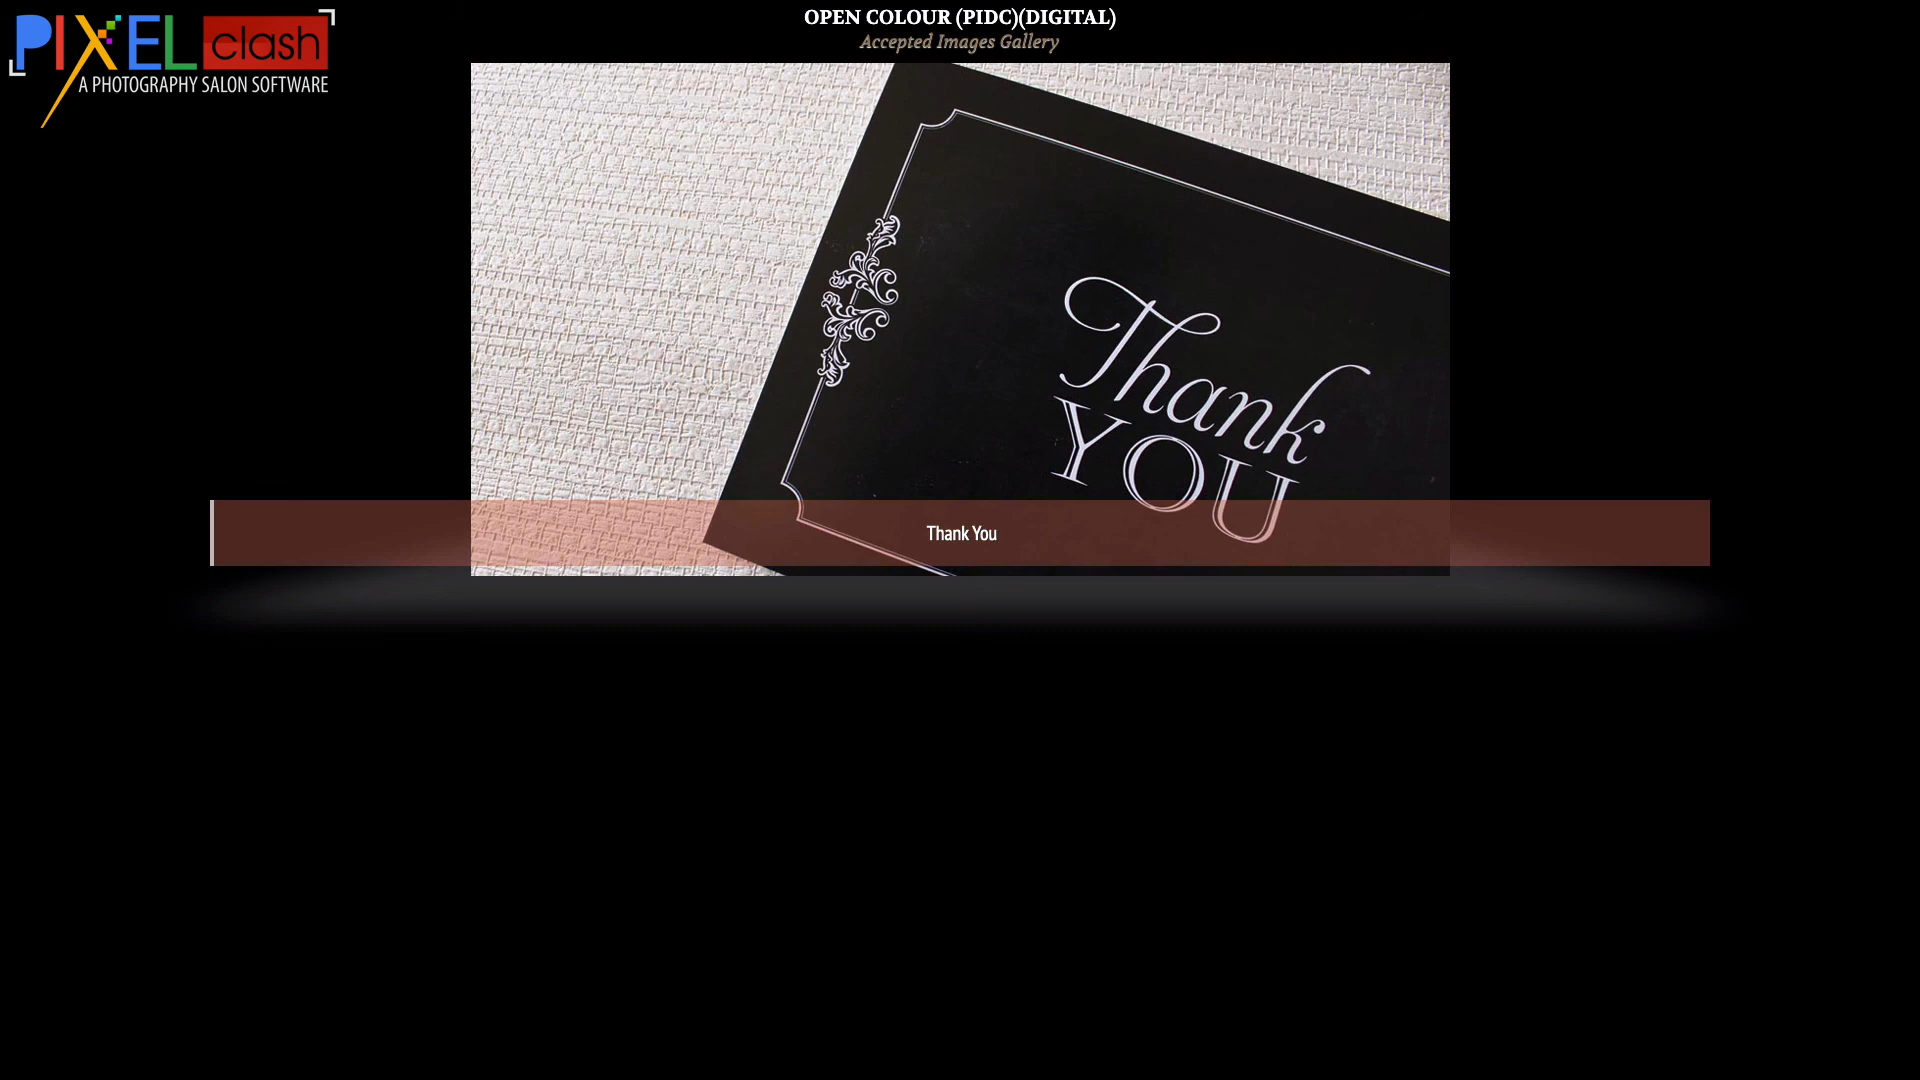 PIXEL clash
A PHOTOGRAPHY SALON SOFTWARE
OPEN COLOUR (PIDC)(DIGITAL)
Accepted Images Gallery
Thank
YOU
Thank You